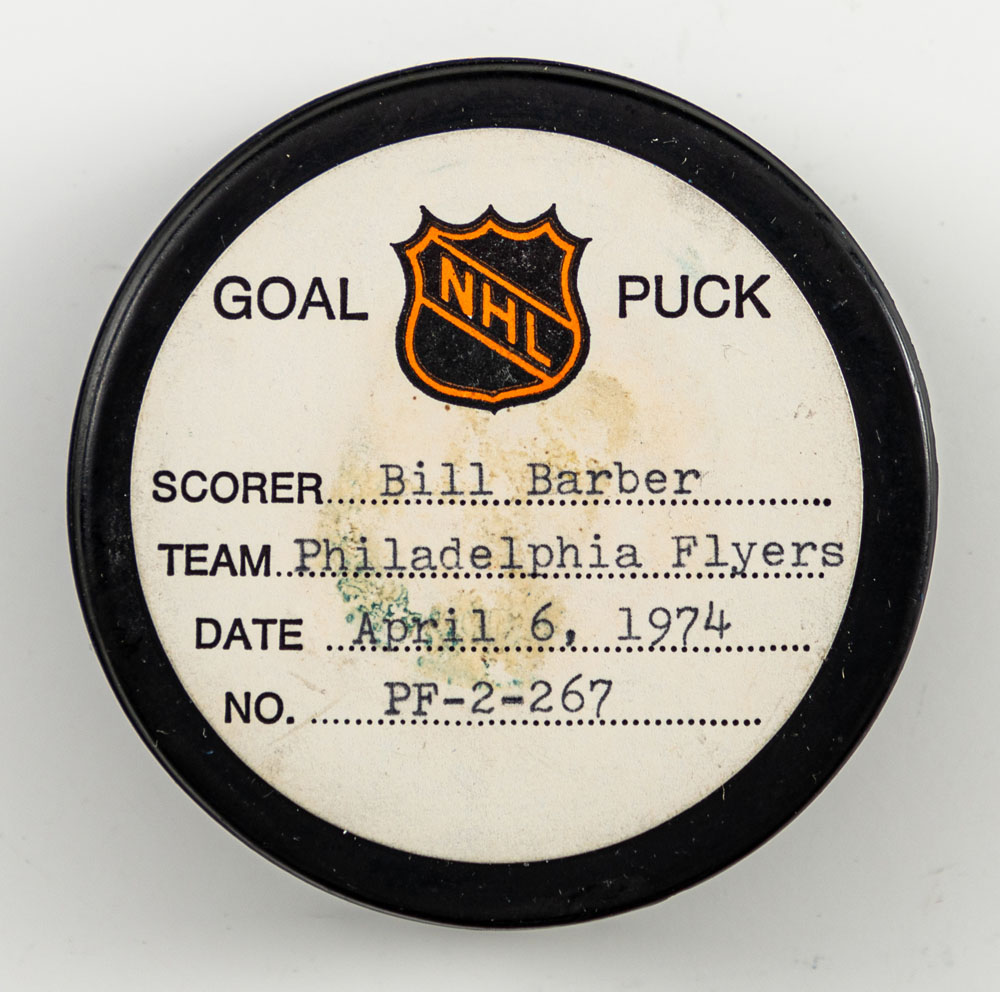 GOAL NHL PUCK
SCORER.... Bill Barber
TEAM..Philadelphia Flyers
DATE ... April 6, 1974
NO. ..... PF-2-267